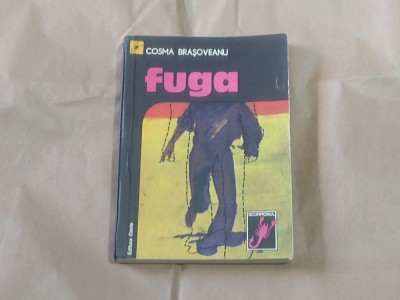 COSMA BRAŞOVEANU
fuga
SCORPIONUL
Editura Dacia